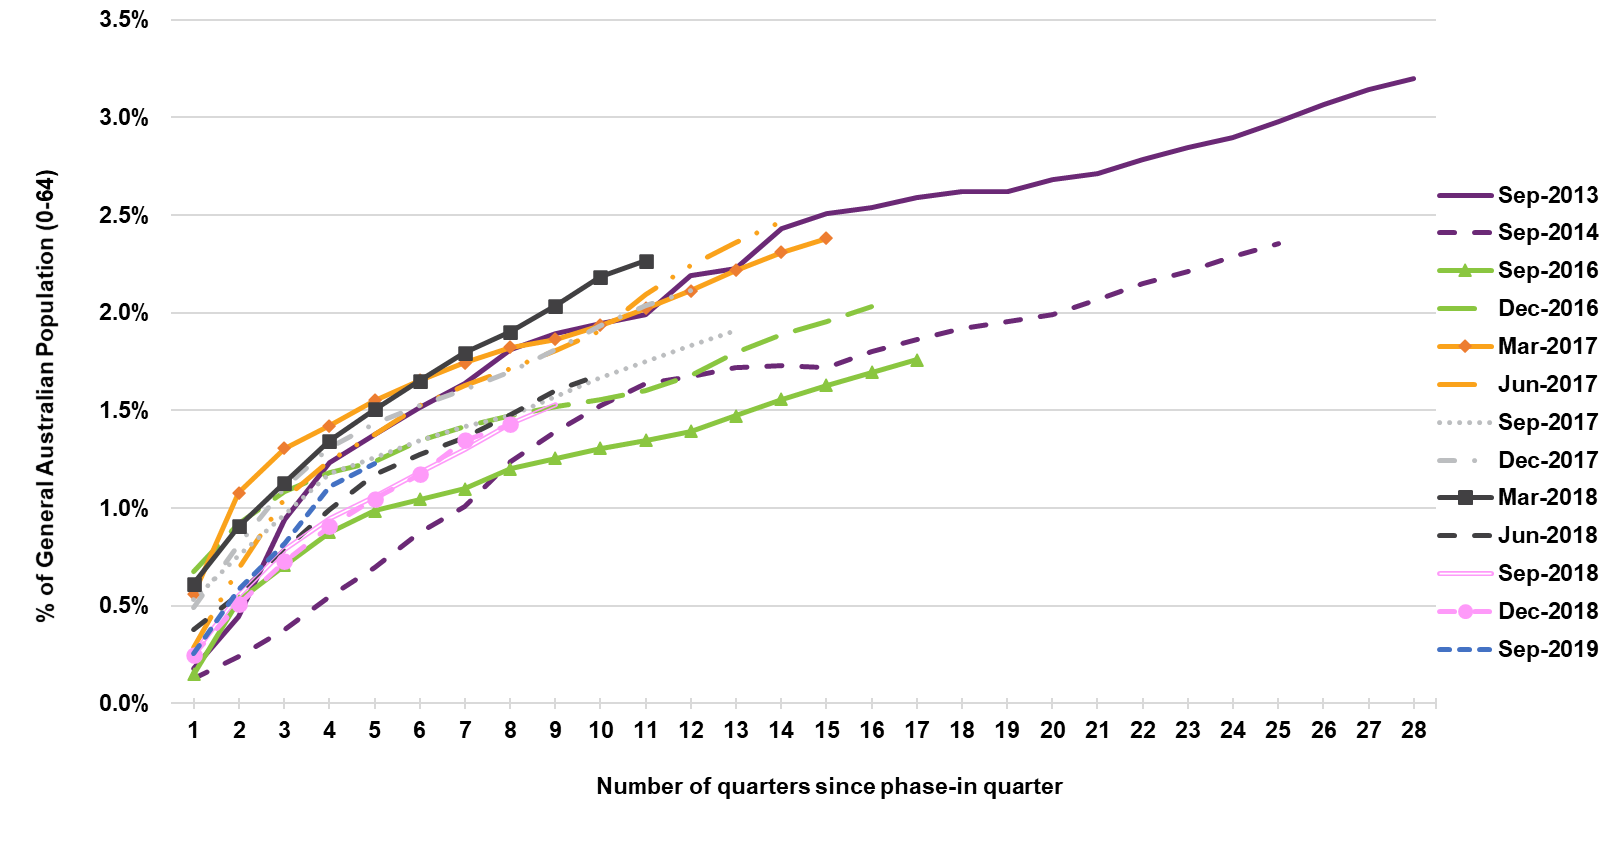 3.5%
3.0%
2.5%
2.0%
1.5%
1.0%
0.5%
0.0%
% of General Australian Population (0-64)
1 2 3 4 5 6 7 8 9 10 11 12 13 14 15 16 17 18 19 20 21 22 23 24 25 26 27 28
Number of quarters since phase-in quarter
Sep-2013
Sep-2014
Sep-2016
Dec-2016
Mar-2017
Jun-2017
Sep-2017
Dec-2017
Mar-2018
Jun-2018
Sep-2018
Dec-2018
Sep-2019